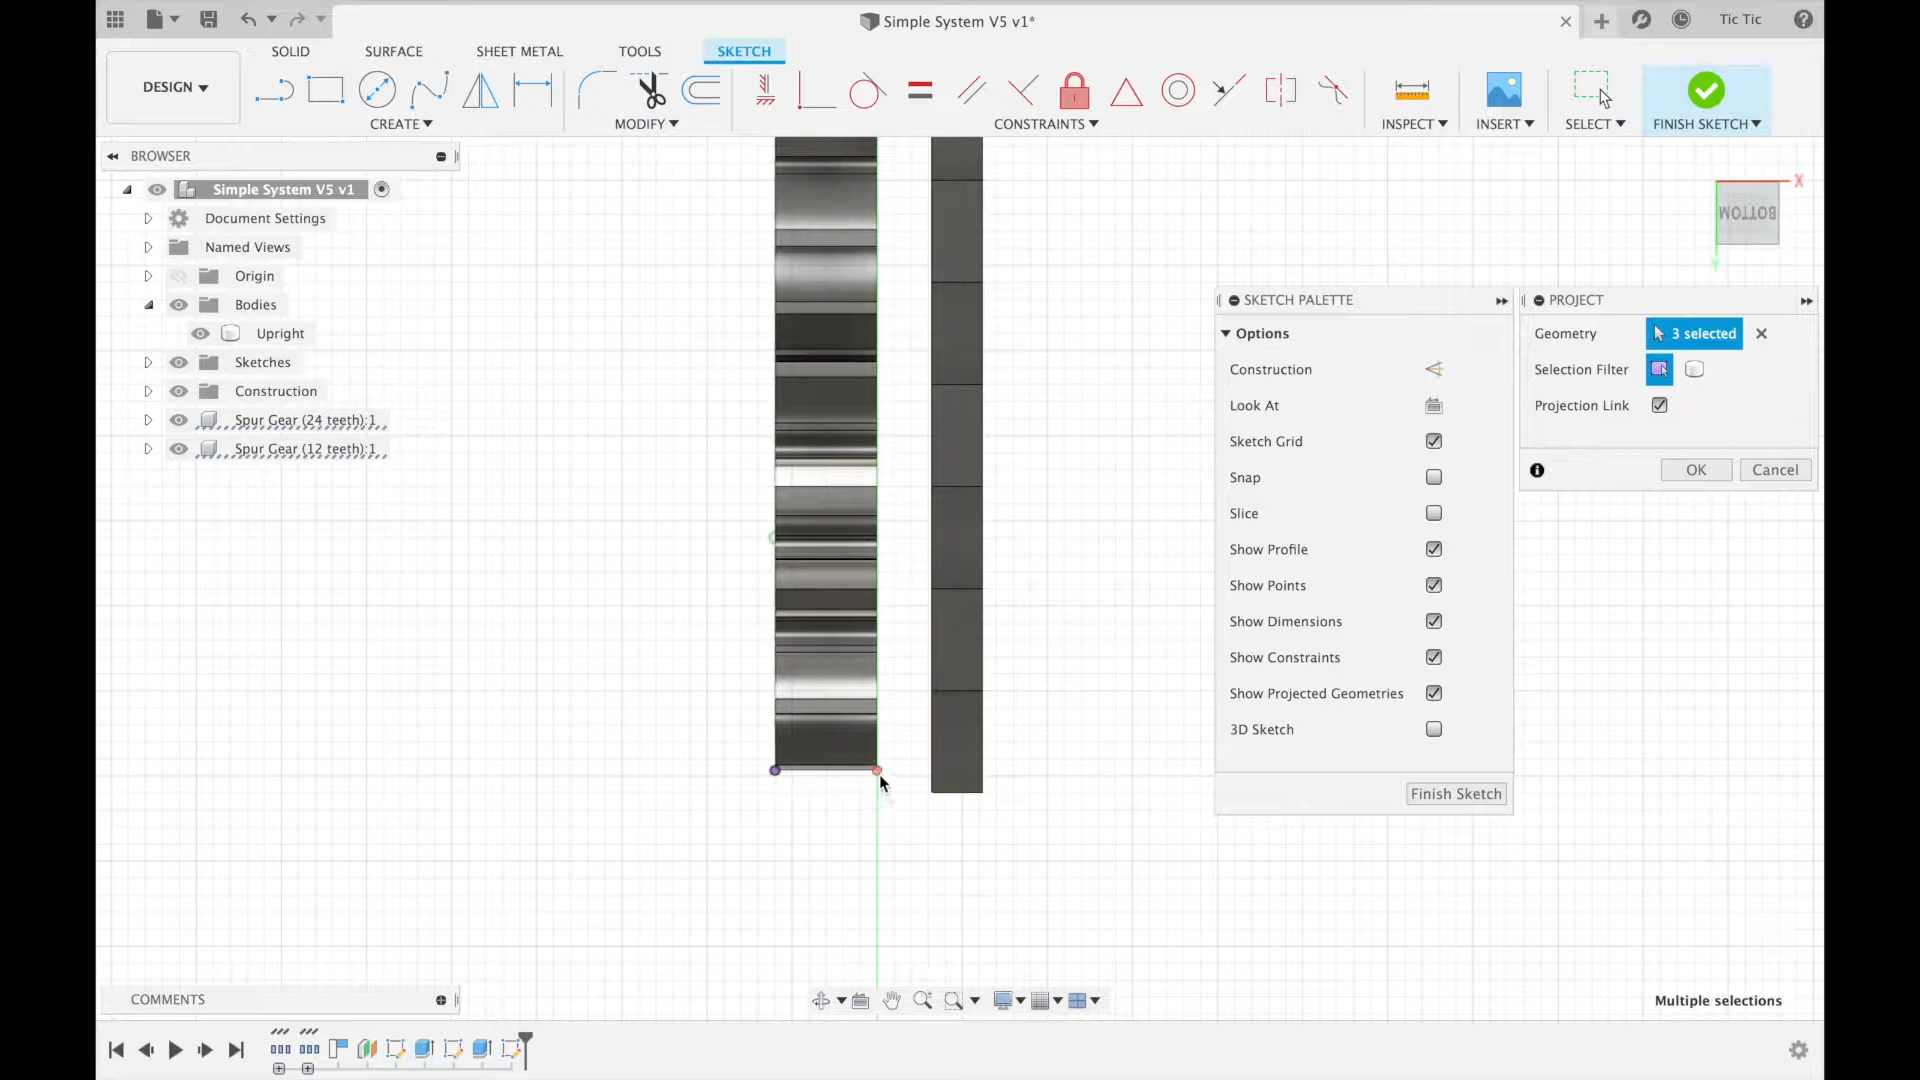 Simple System V5 v1*
Tic Tic
SOLID
SURFACE
SHEET METAL
TOOLS
SKETCH
DESIGN
CREATE
MODIFY
CONSTRAINTS
INSPECT
INSERT
SELECT
FINISH SKETCH
BROWSER
Simple System V5 v1
Document Settings
Named Views
Origin
Bodies
Upright
Sketches
Construction
Spur Gear (24 teeth):1
Spur Gear (12 teeth):1
X
BOTTOM
Y
SKETCH PALETTE
Options
Construction
Look At
Sketch Grid
Snap
Slice
Show Profile
Show Points
Show Dimensions
Show Constraints
Show Projected Geometries
3D Sketch
Finish Sketch
PROJECT
Geometry
3 selected
Selection Filter
Projection Link
OK
Cancel
COMMENTS
Multiple selections